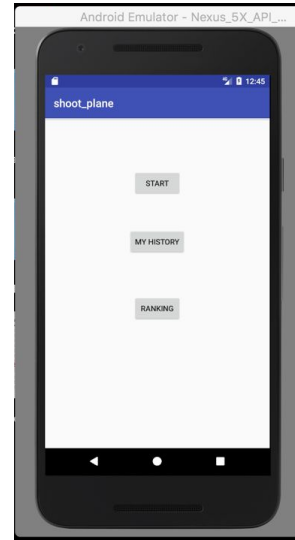 Android Emulator - Nexus_5X_API_...
12:45
shoot_plane
START
MY HISTORY
RANKING